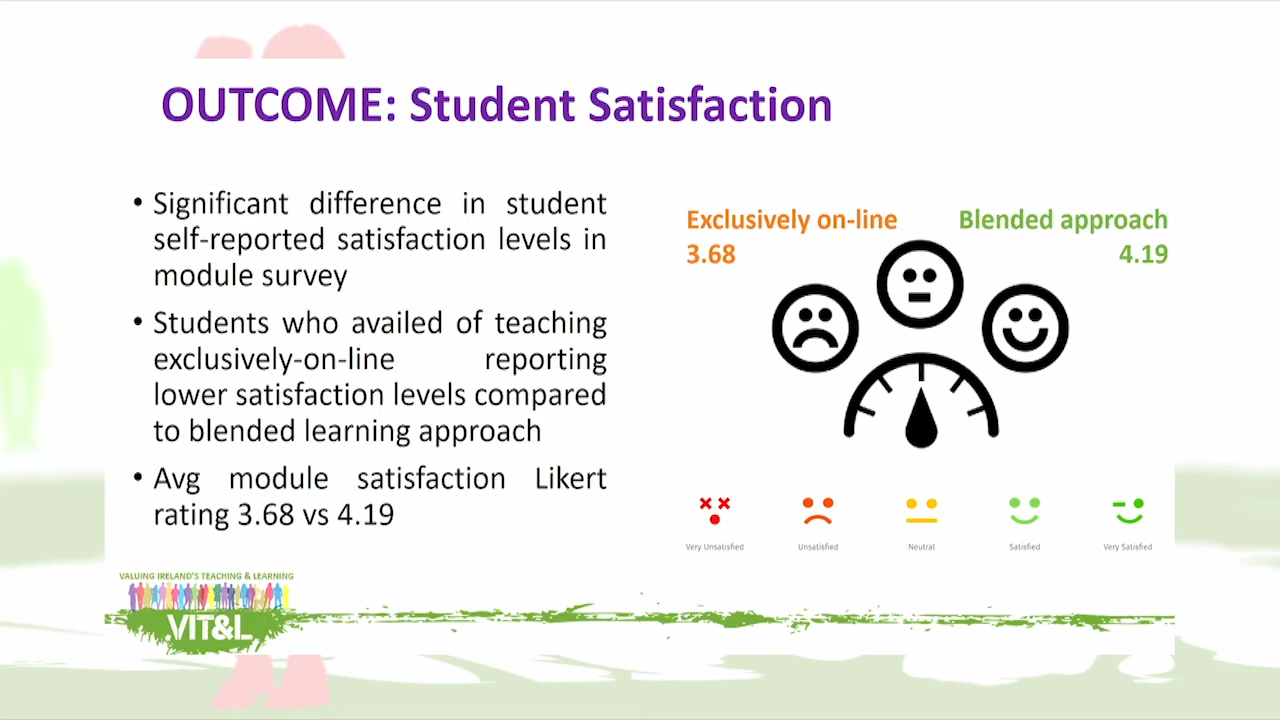 OUTCOME: Student Satisfaction
• Significant difference in student
self-reported satisfaction levels in
module survey
• Students who availed of teaching
exclusively-on-line reporting
lower satisfaction levels compared
to blended learning approach
• Avg module satisfaction Likert
rating 3.68 vs 4.19
Exclusively on-line
3.68
Blended approach
4.19
Very Unsatisfied
Unsatisfied
Neutral
Satisfied
Very Satisfied
VALUING IRELAND'S TEACHING & LEARNING
VIT&L